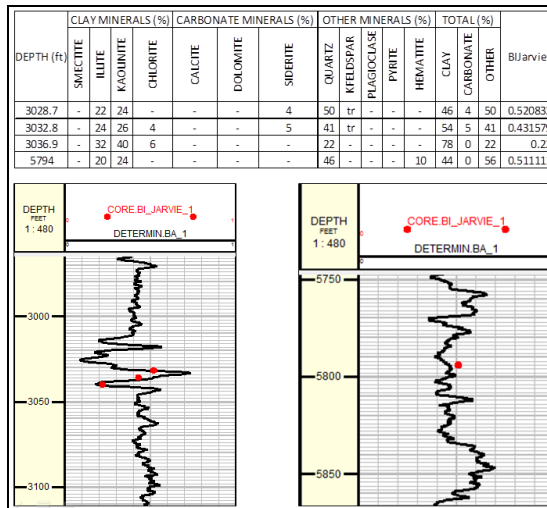 CLAY MINERALS (%) CARBONATE MINERALS (%) OTHER MINERALS (%) TOTAL (%)
DEPTH (ft) SMECTITE ILLITE KAOLINITE CHLORITE CALCITE DOLOMITE SIDERITE QUARTZ KFELDSPAR PLAGIOCLASE PYRITE HEMATITE CLAY CARBONATE OTHER BIJarvie
3028.7 - 22 24 - - - 4 50 tr - - - 46 4 50 0.52083
3032.8 - 24 26 4 - - 5 41 tr - - - 54 5 41 0.43157
3036.9 - 32 40 6 - - - 22 - - - - 78 0 22 0.2
5794 - 20 24 - - - - 46 - - - 10 44 0 56 0.51111
DEPTH
FEET
1 : 480
CORE.BI_JARVIE_1
DETERMIN.BA_1
3000
3050
3100
DEPTH
FEET
1 : 480
CORE.BI_JARVIE_1
DETERMIN.BA_1
5750
5800
5850